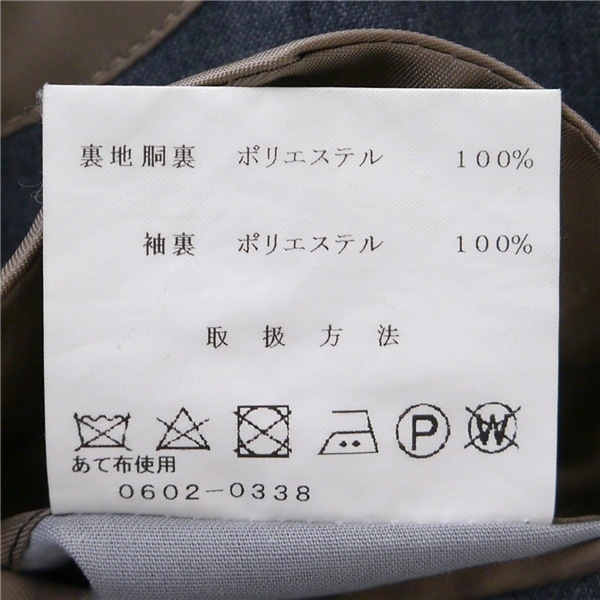 裏地胴裏 ポリエステル 100%
袖裏 ポリエステル 100%
取扱方法
P W
あて布使用
0602-0338